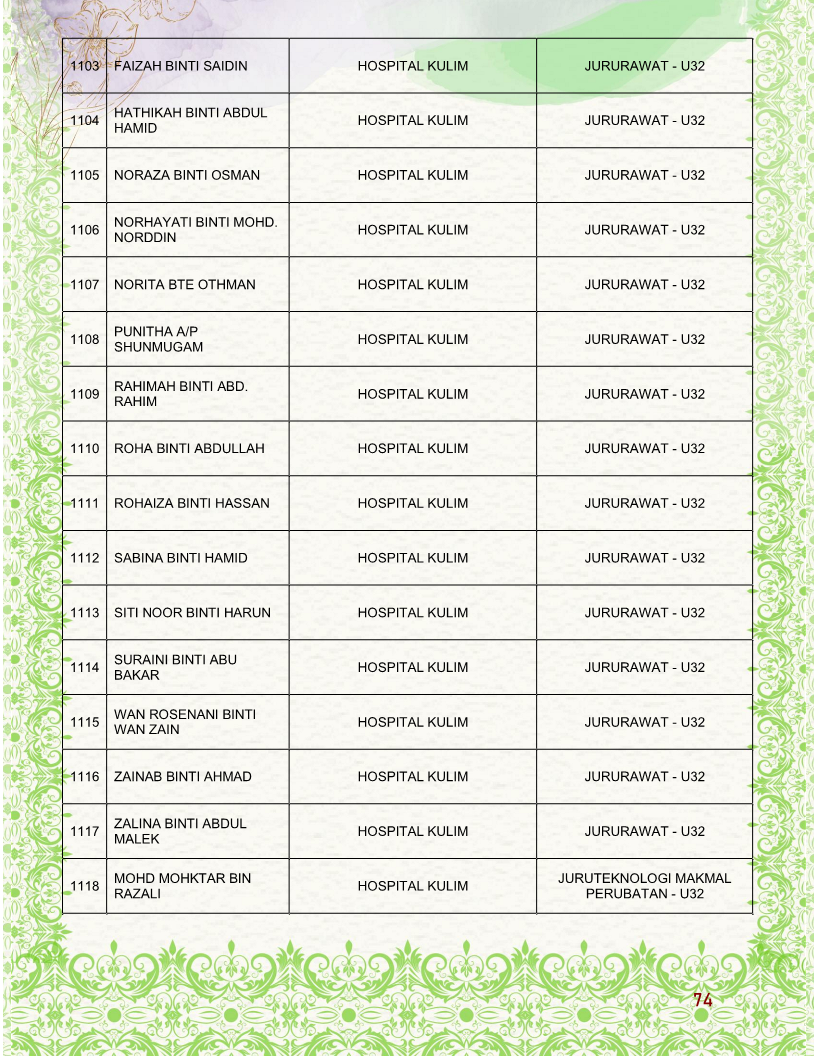 1103 FAIZAH BINTI SAIDIN HOSPITAL KULIM JURURAWAT - U32
1104 HATHIKAH BINTI ABDUL
HAMID HOSPITAL KULIM JURURAWAT - U32
1105 NORAZA BINTI OSMAN HOSPITAL KULIM JURURAWAT - U32
1106 NORHAYATI BINTI MOHD.
NORDDIN HOSPITAL KULIM JURURAWAT - U32
1107 NORITA BTE OTHMAN HOSPITAL KULIM JURURAWAT - U32
1108 PUNITHA A/P
SHUNMUGAM HOSPITAL KULIM JURURAWAT - U32
1109 RAHIMAH BINTI ABD.
RAHIM HOSPITAL KULIM JURURAWAT - U32
1110 ROHA BINTI ABDULLAH HOSPITAL KULIM JURURAWAT - U32
1111 ROHAIZA BINTI HASSAN HOSPITAL KULIM JURURAWAT - U32
1112 SABINA BINTI HAMID HOSPITAL KULIM JURURAWAT - U32
1113 SITI NOOR BINTI HARUN HOSPITAL KULIM JURURAWAT - U32
1114 SURAINI BINTI ABU
BAKAR HOSPITAL KULIM JURURAWAT - U32
1115 WAN ROSENANI BINTI
WAN ZAIN HOSPITAL KULIM JURURAWAT - U32
1116 ZAINAB BINTI AHMAD HOSPITAL KULIM JURURAWAT - U32
1117 ZALINA BINTI ABDUL
MALEK HOSPITAL KULIM JURURAWAT - U32
1118 MOHD MOHKTAR BIN
RAZALI HOSPITAL KULIM JURUTEKNOLOGI MAKMAL
PERUBATAN - U32
74